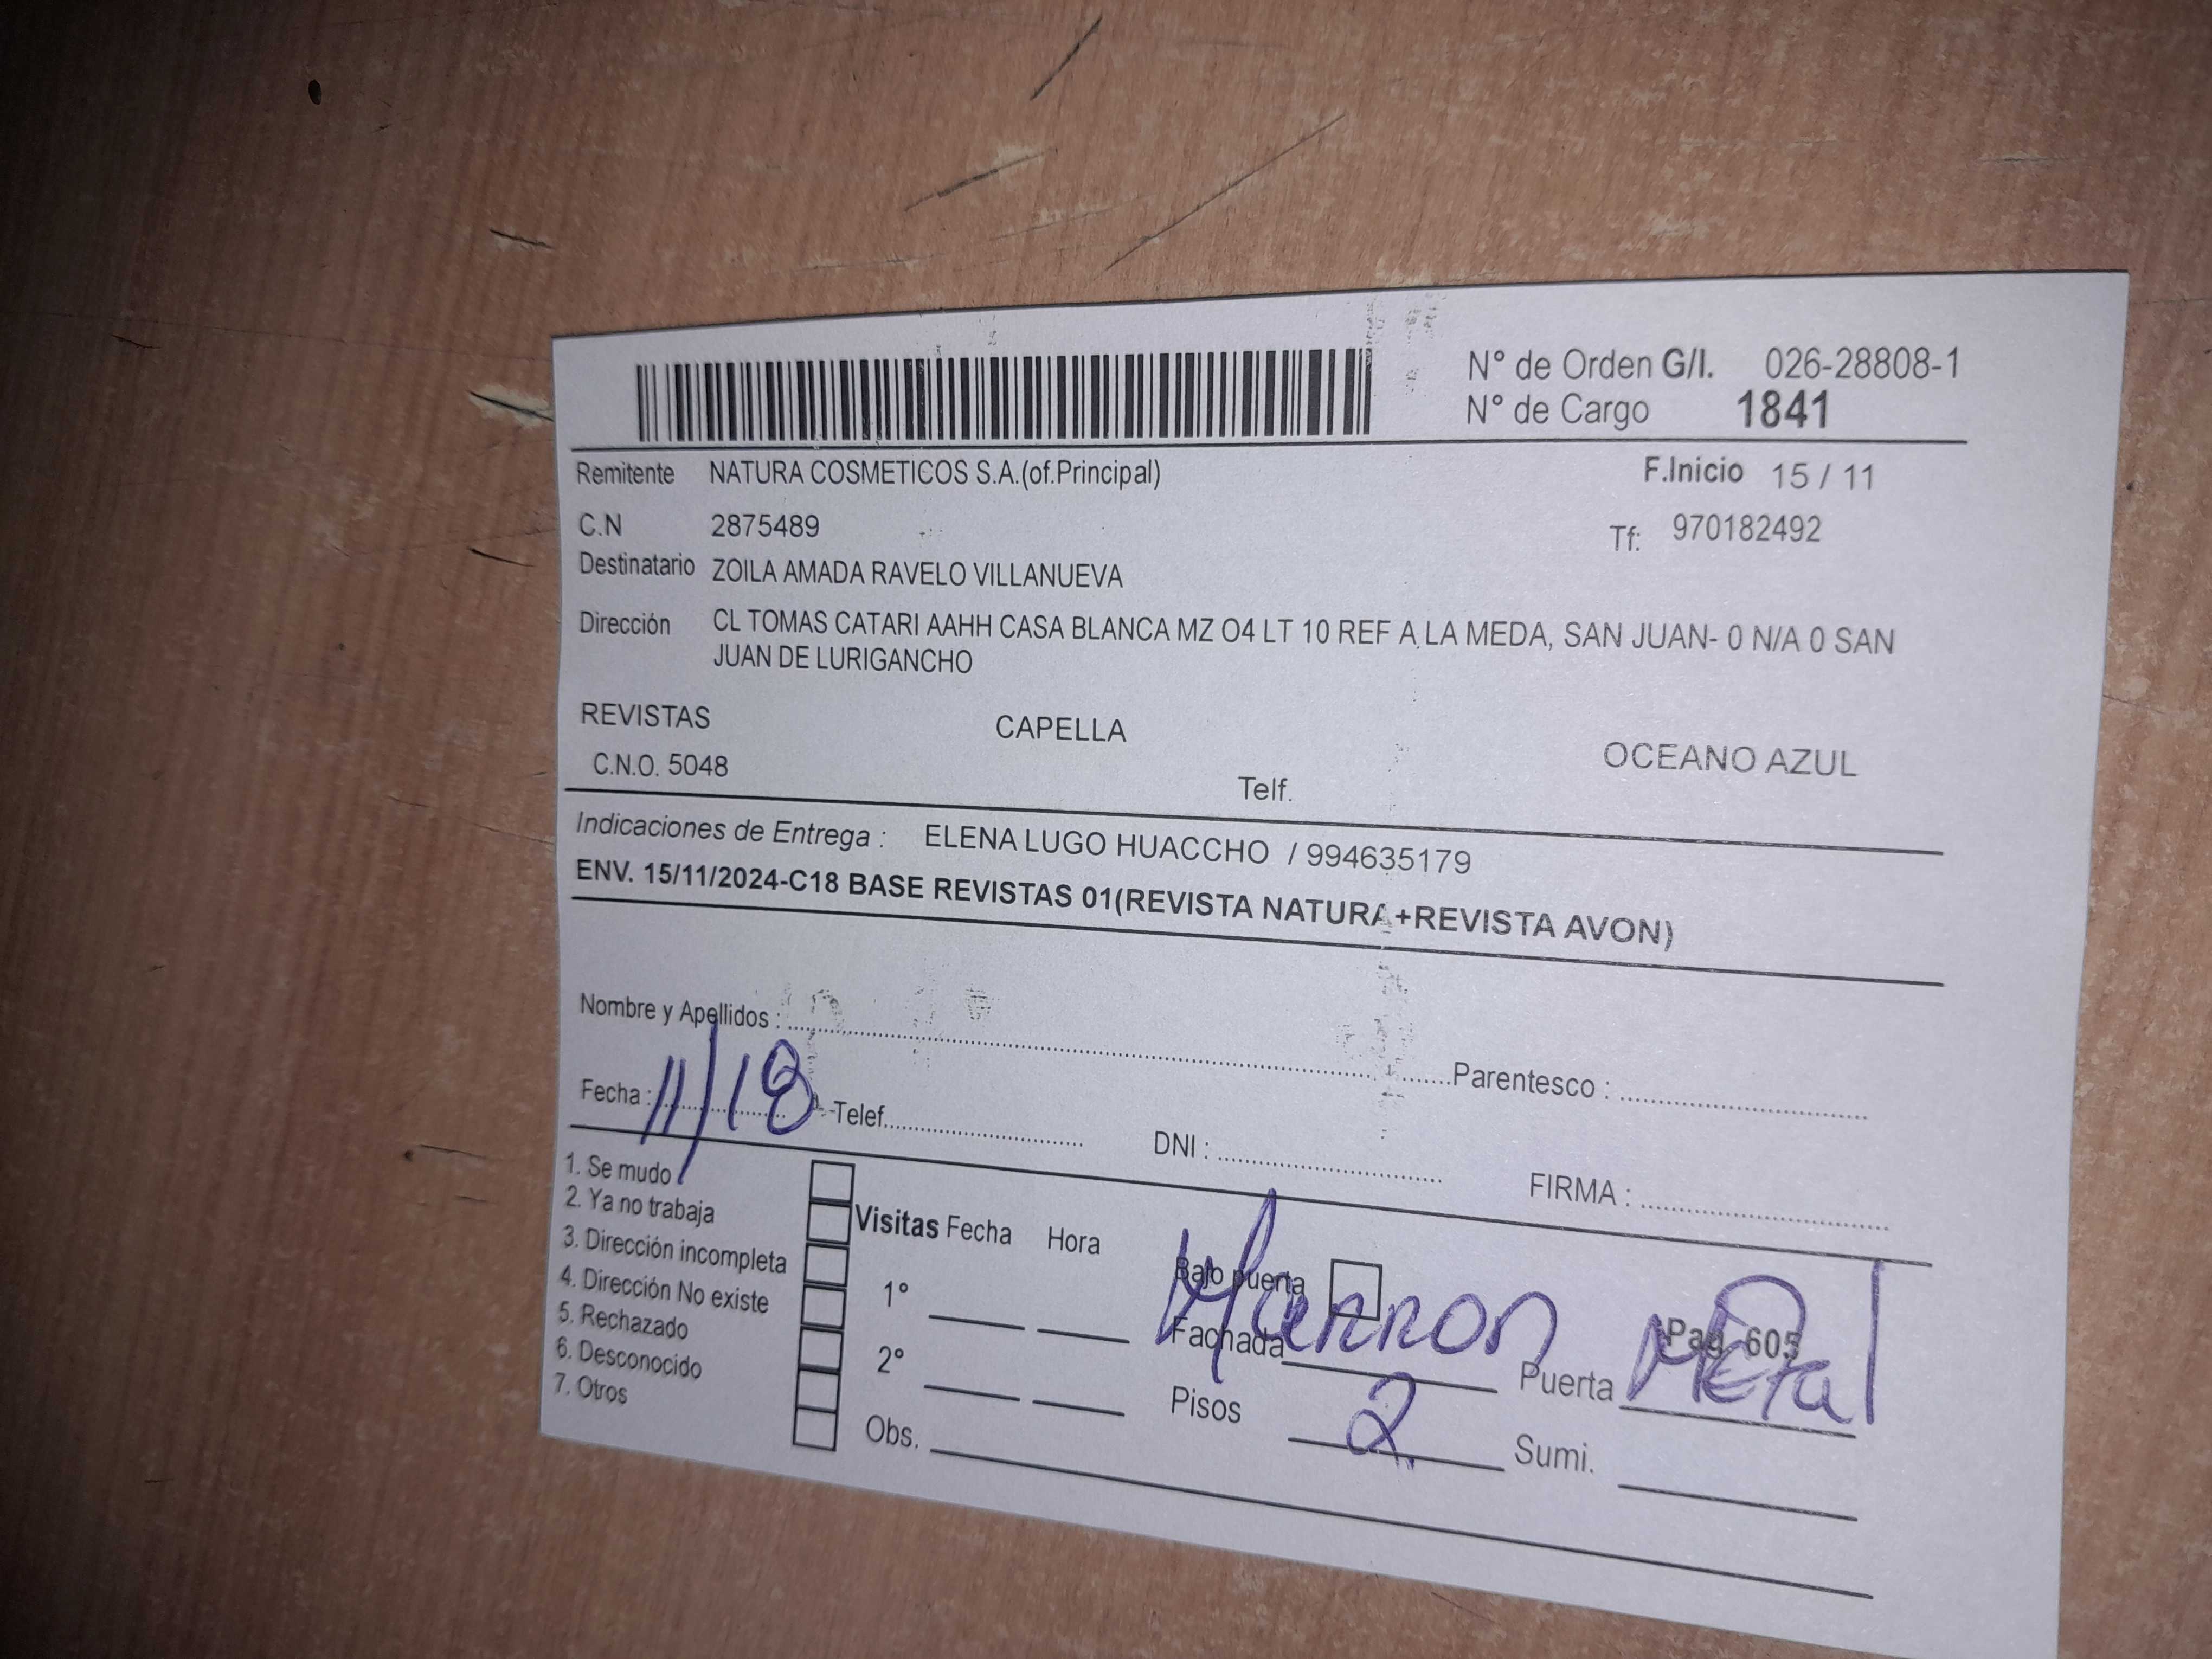 N° de Orden G/I. 026-28808-1
N° de Cargo 1841
Remitente NATURA COSMETICOS S.A.(of.Principal) F.Inicio 15 / 11
C.N 2875489 Tf: 970182492
Destinatario ZOILA AMADA RAVELO VILLANUEVA
Dirección CL TOMAS CATARI AAHH CASA BLANCA MZ O4 LT 10 REF A LA MEDA, SAN JUAN- 0 N/A 0 SAN
JUAN DE LURIGANCHO
REVISTAS CAPELLA OCEANO AZUL
C.N.O. 5048 Telf.
Indicaciones de Entrega : ELENA LUGO HUACCHO / 994635179
ENV. 15/11/2024-C18 BASE REVISTAS 01(REVISTA NATURA+REVISTA AVON)
Nombre y Apellidos : Parentesco :
Fecha : 11/18 Telef. DNI : FIRMA :
1. Se mudo
2. Ya no trabaja
3. Dirección incompleta
4. Dirección No existe
5. Rechazado
6. Desconocido
7. Otros
Visitas Fecha Hora
1°
2°
Obs.
Bajo puerta
Fachada Marron Puerta Metal
Pag 605
Pisos 2 Sumi.